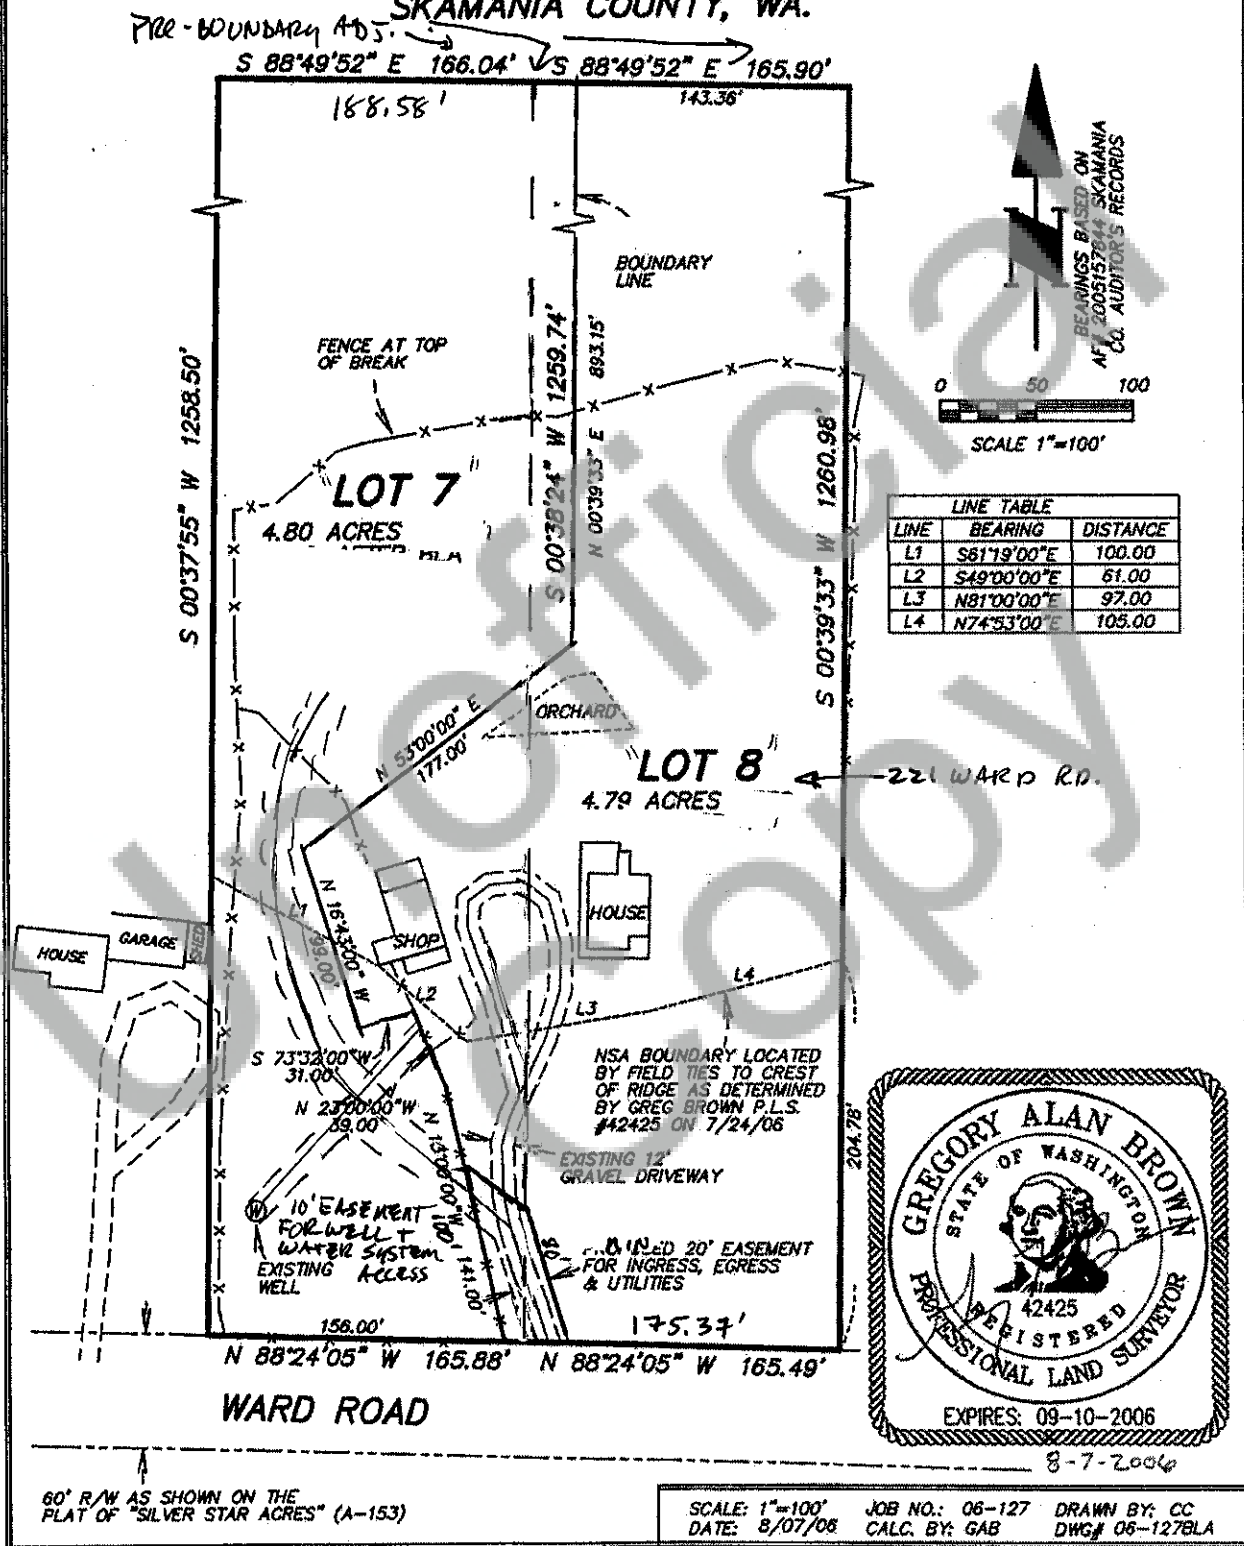 SKAMANIA COUNTY, WA.
PRE-BOUNDARY ADJ.
S 88°49'52" E 166.04' S 88°49'52" E 165.90'
188.58'
143.36'
BEARINGS BASED ON
AF# 2005157844 SKAMANIA
CO. AUDITOR'S RECORDS
BOUNDARY
LINE
FENCE AT TOP
OF BREAK
S 00°37'55" W 1258.50'
S 00°38'24" W 1259.74'
N 00°39'33" E 893.15'
S 00°39'33" W 1260.98'
0 50 100
SCALE 1"=100'
"LOT 7"
4.80 ACRES
LINE TABLE
LINE BEARING DISTANCE
L1 S61°19'00"E 100.00
L2 S49°00'00"E 61.00
L3 N81°00'00"E 97.00
L4 N74°53'00"E 105.00
N 53°00'00" E
177.00'
ORCHARD
"LOT 8"
4.79 ACRES
221 WARD RD.
HOUSE
GARAGE
SHED
L1
N 16°43'00" W
99.00'
SHOP
HOUSE
L2
L3
L4
S 73°32'00"W
31.00'
N 23°00'00"W
39.00'
NSA BOUNDARY LOCATED
BY FIELD TIES TO CREST
OF RIDGE AS DETERMINED
BY GREG BROWN P.L.S.
#42425 ON 7/24/06
EXISTING 12'
GRAVEL DRIVEWAY
204.78'
W
10' EASEMENT
FOR WELL +
WATER SYSTEM
ACCESS
EXISTING
WELL
141.00'
20' EASEMENT
FOR INGRESS, EGRESS
& UTILITIES
156.00'
175.37'
N 88°24'05" W 165.88' N 88°24'05" W 165.49'
WARD ROAD
GREGORY ALAN BROWN
STATE OF WASHINGTON
42425
REGISTERED
PROFESSIONAL LAND SURVEYOR
EXPIRES: 09-10-2006
8-7-2006
60' R/W AS SHOWN ON THE
PLAT OF "SILVER STAR ACRES" (A-153)
SCALE: 1"=100' JOB NO.: 06-127 DRAWN BY: CC
DATE: 8/07/06 CALC. BY: GAB DWG# 06-127BLA
Unofficial
Copy